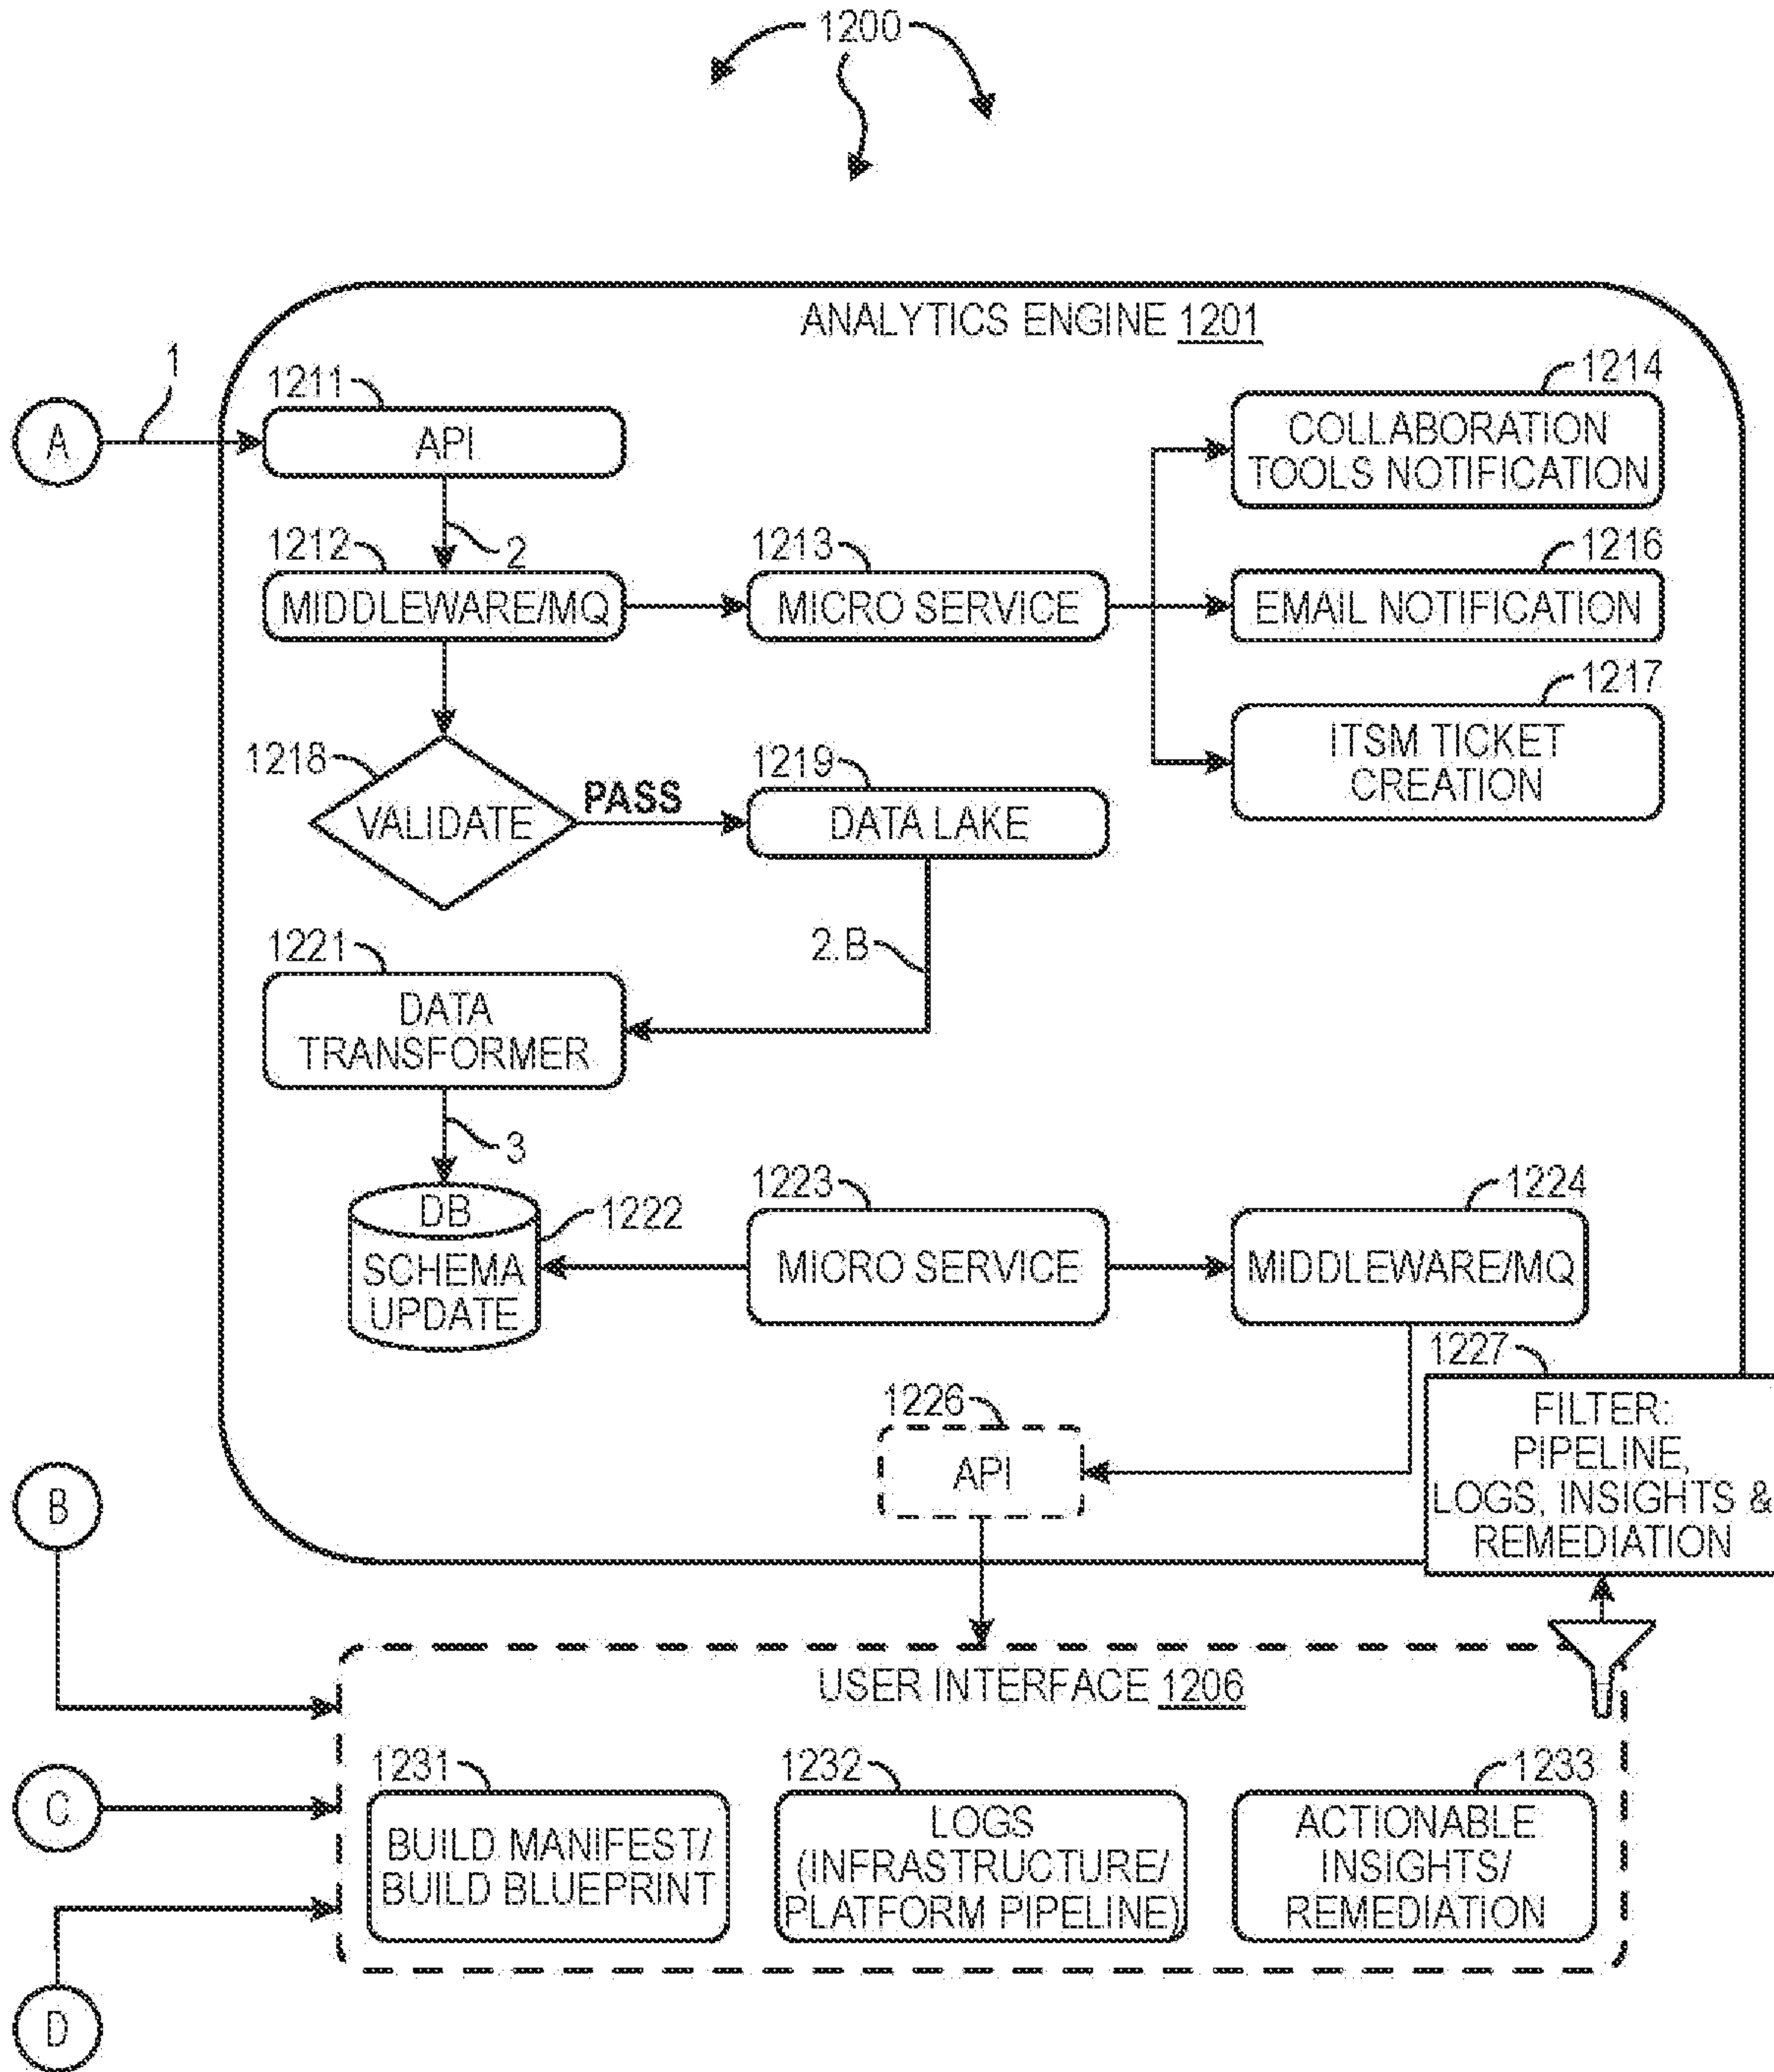 1200
ANALYTICS ENGINE 1201
1
A
1211
API
2
1212
MIDDLEWARE/MQ
1213
MICRO SERVICE
1214
COLLABORATION
TOOLS NOTIFICATION
1216
EMAIL NOTIFICATION
1217
ITSM TICKET
CREATION
1218
VALIDATE
PASS
1219
DATA LAKE
2.B
1221
DATA
TRANSFORMER
3
DB
SCHEMA
UPDATE
1222
1223
MICRO SERVICE
1224
MIDDLEWARE/MQ
1226
API
1227
FILTER:
PIPELINE,
LOGS, INSIGHTS &
REMEDIATION
B
USER INTERFACE 1206
C
1231
BUILD MANIFEST/
BUILD BLUEPRINT
1232
LOGS
(INFRASTRUCTURE/
PLATFORM PIPELINE)
1233
ACTIONABLE
INSIGHTS/
REMEDIATION
D